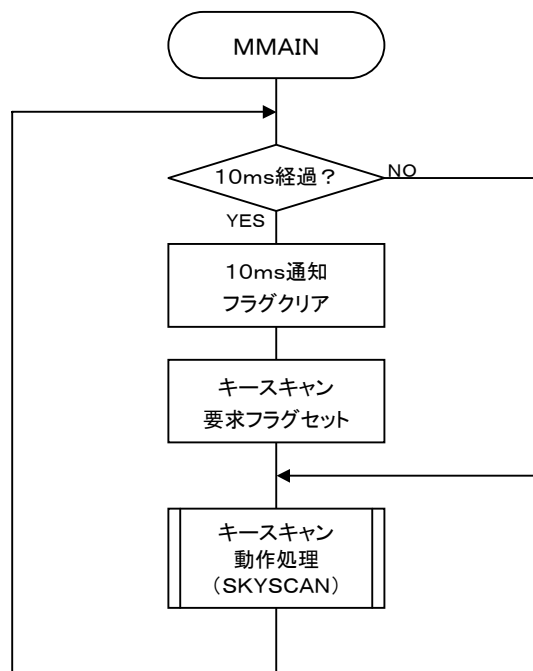 MMAIN
10ms経過?
NO
YES
10ms通知
フラグクリア
キースキャン
要求フラグセット
キースキャン
動作処理
(SKYSCAN)